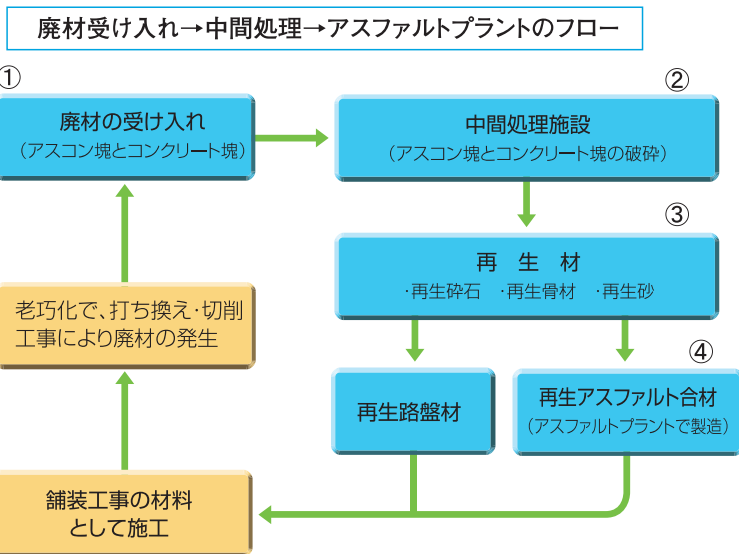 廃材受け入れ→中間処理→アスファルトプラントのフロー
①
廃材の受け入れ
（アスコン塊とコンクリート塊）
②
中間処理施設
（アスコン塊とコンクリート塊の破砕）
③
再 生 材
・再生砕石 ・再生骨材 ・再生砂
再生路盤材
④
再生アスファルト合材
（アスファルトプラントで製造）
老巧化で、打ち換え・切削
工事により廃材の発生
舗装工事の材料
として施工